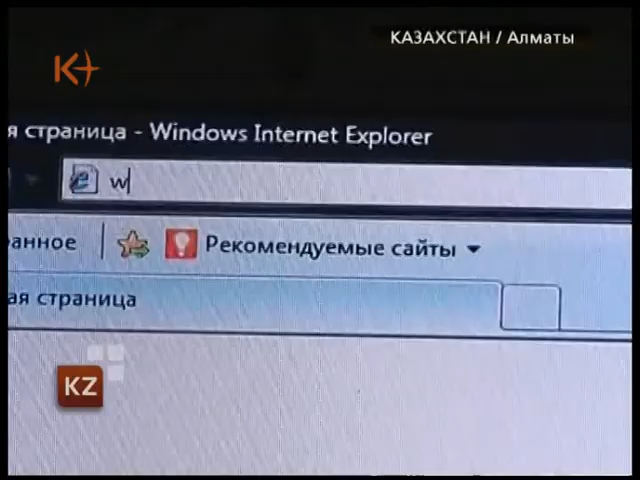 КАЗАХСТАН / Алматы
K+
я страница - Windows Internet Explorer
w
ранное
Рекомендуемые сайты
ая страница
KZ